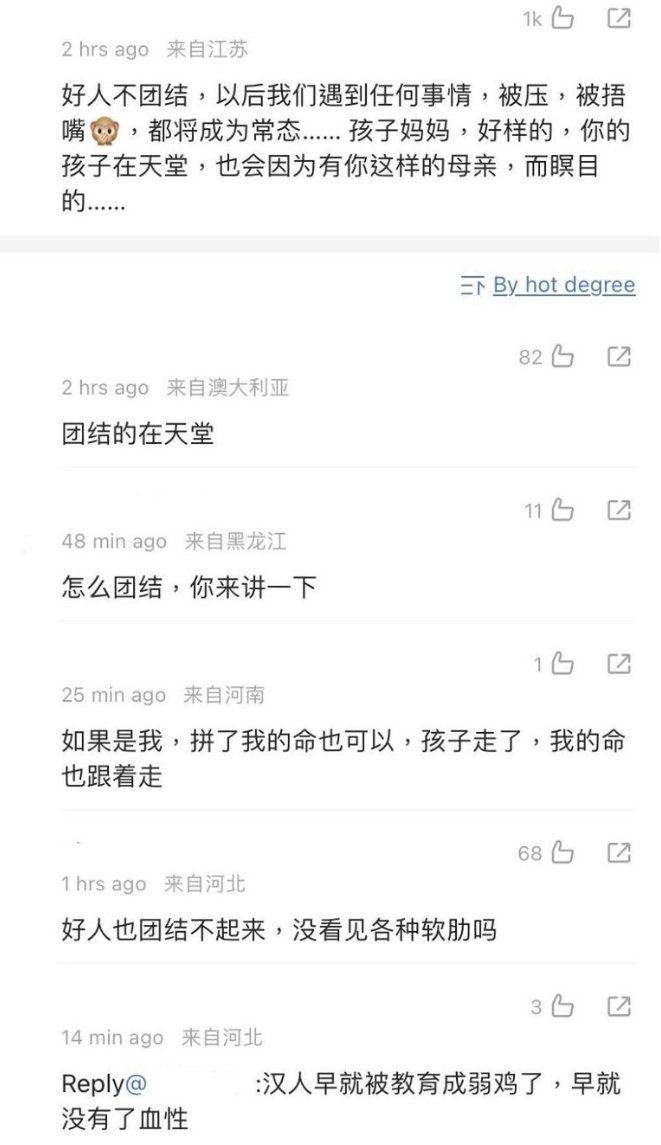 1k
2 hrs ago 来自江苏
好人不团结，以后我们遇到任何事情，被压，被捂
嘴🙊，都将成为常态...... 孩子妈妈，好样的，你的
孩子在天堂，也会因为有你这样的母亲，而瞑目
的......
By hot degree
82
2 hrs ago 来自澳大利亚
团结的在天堂
11
48 min ago 来自黑龙江
怎么团结，你来讲一下
1
25 min ago 来自河南
如果是我，拼了我的命也可以，孩子走了，我的命
也跟着走
68
1 hrs ago 来自河北
好人也团结不起来，没看见各种软肋吗
3
14 min ago 来自河北
Reply@ :汉人早就被教育成弱鸡了，早就
没有了血性